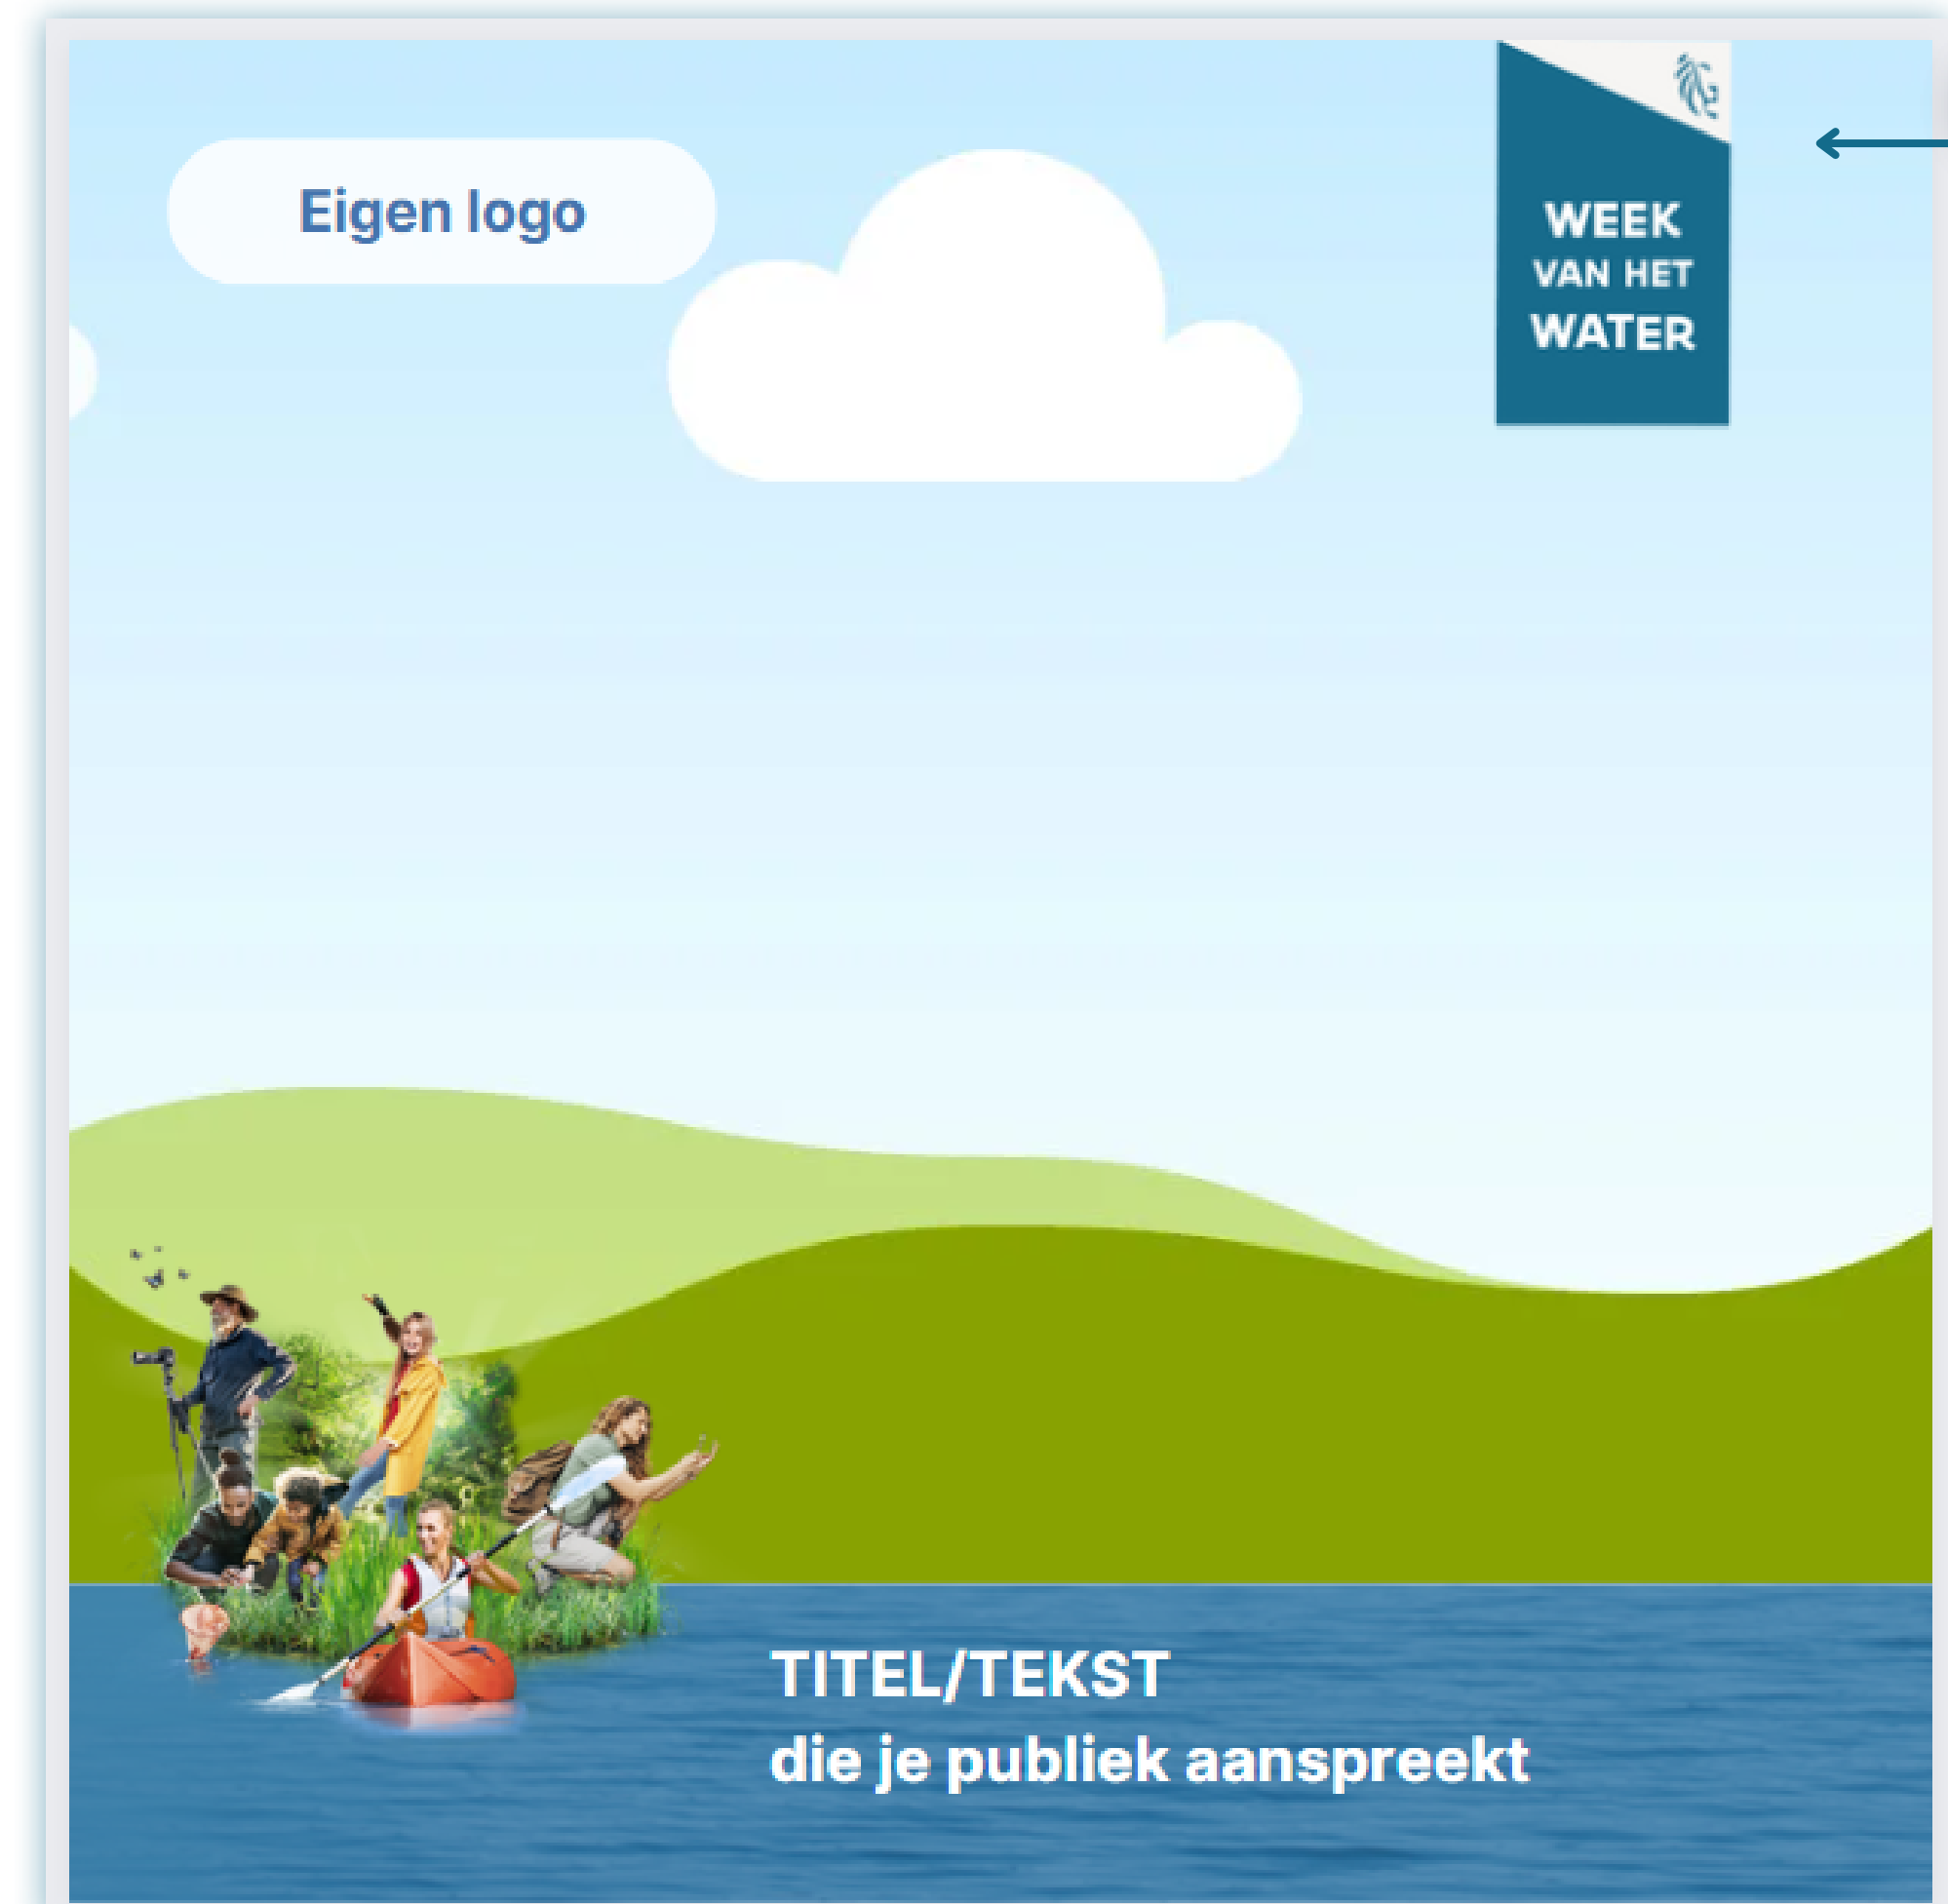 Eigen logo
WEEK
VAN HET
WATER
TITEL/TEKST
die je publiek aanspreekt